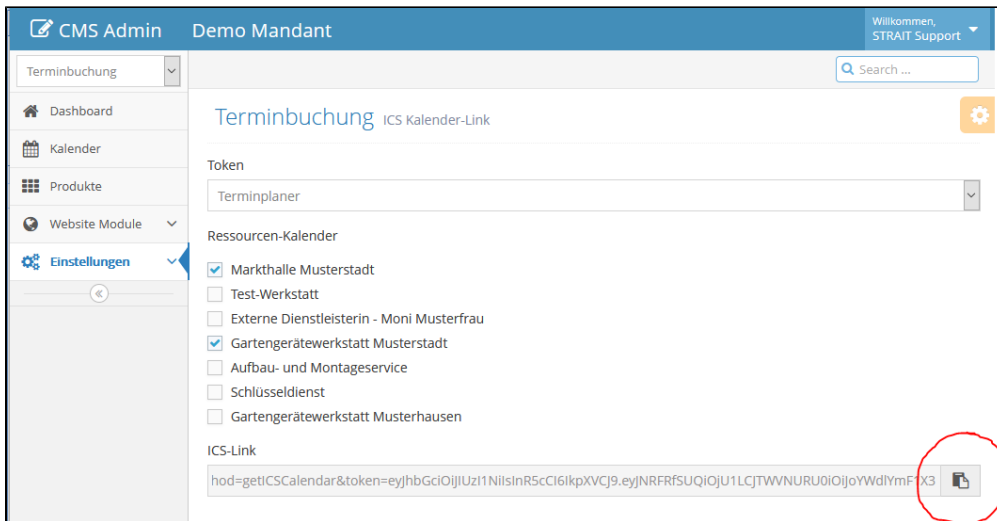 CMS Admin
Demo Mandant
Willkommen,
STRAIT Support
Terminbuchung
Search ...
Dashboard
Kalender
Produkte
Website Module
Einstellungen
Terminbuchung ICS Kalender-Link
Token
Terminplaner
Ressourcen-Kalender
Markthalle Musterstadt
Test-Werkstatt
Externe Dienstleisterin - Moni Musterfrau
Gartengerätewerkstatt Musterstadt
Aufbau- und Montageservice
Schlüsseldienst
Gartengerätewerkstatt Musterhausen
ICS-Link
hod=getICSCalendar&token=eyJhbGciOiJIUzI1NiIsInR5cCI6IkpXVCJ9.eyJNRFRfSUQiOjU1LCJTWVNURU0iOiJoYWdlYmF1X3